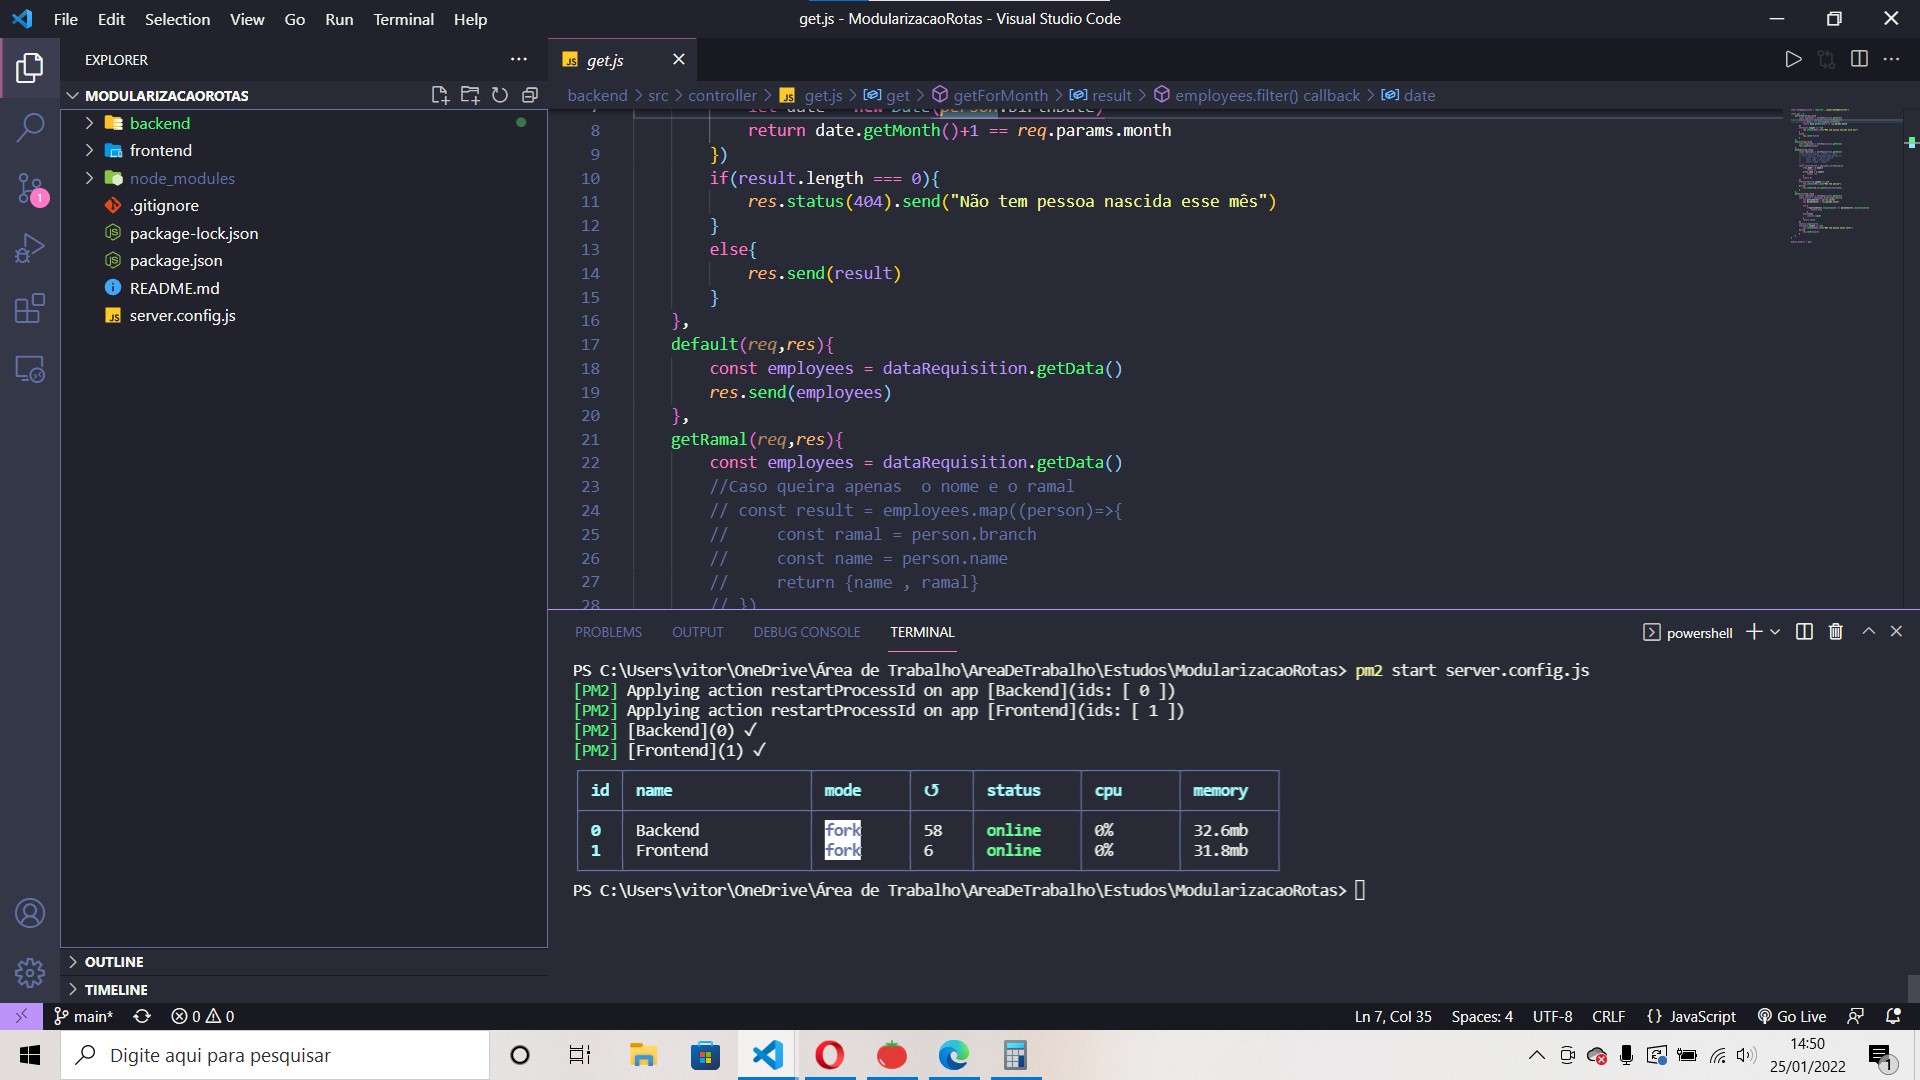 File Edit Selection View Go Run Terminal Help
get.js - ModularizacaoRotas - Visual Studio Code
EXPLORER
MODULARIZACAOROTAS
backend
frontend
node_modules
.gitignore
package-lock.json
package.json
README.md
server.config.js
OUTLINE
TIMELINE
JS get.js
backend > src > controller > JS get.js > get > getForMonth > result > employees.filter() callback > date
8 return date.getMonth()+1 == req.params.month
9 })
10 if(result.length === 0){
11 res.status(404).send("Não tem pessoa nascida esse mês")
12 }
13 else{
14 res.send(result)
15 }
16 },
17 default(req,res){
18 const employees = dataRequisition.getData()
19 res.send(employees)
20 },
21 getRamal(req,res){
22 const employees = dataRequisition.getData()
23 //Caso queira apenas  o nome e o ramal
24 // const result = employees.map((person)=>{
25 //     const ramal = person.branch
26 //     const name = person.name
27 //     return {name , ramal}
28 // })
PROBLEMS OUTPUT DEBUG CONSOLE TERMINAL
powershell
PS C:\Users\vitor\OneDrive\Área de Trabalho\AreaDeTrabalho\Estudos\ModularizacaoRotas> pm2 start server.config.js
[PM2] Applying action restartProcessId on app [Backend](ids: [ 0 ])
[PM2] Applying action restartProcessId on app [Frontend](ids: [ 1 ])
[PM2] [Backend](0) ✓
[PM2] [Frontend](1) ✓
id name mode ↺ status cpu memory
0 Backend fork 58 online 0% 32.6mb
1 Frontend fork 6 online 0% 31.8mb
PS C:\Users\vitor\OneDrive\Área de Trabalho\AreaDeTrabalho\Estudos\ModularizacaoRotas>
main* 0 0
Ln 7, Col 35 Spaces: 4 UTF-8 CRLF {} JavaScript Go Live
Digite aqui para pesquisar
14:50
25/01/2022
1
1